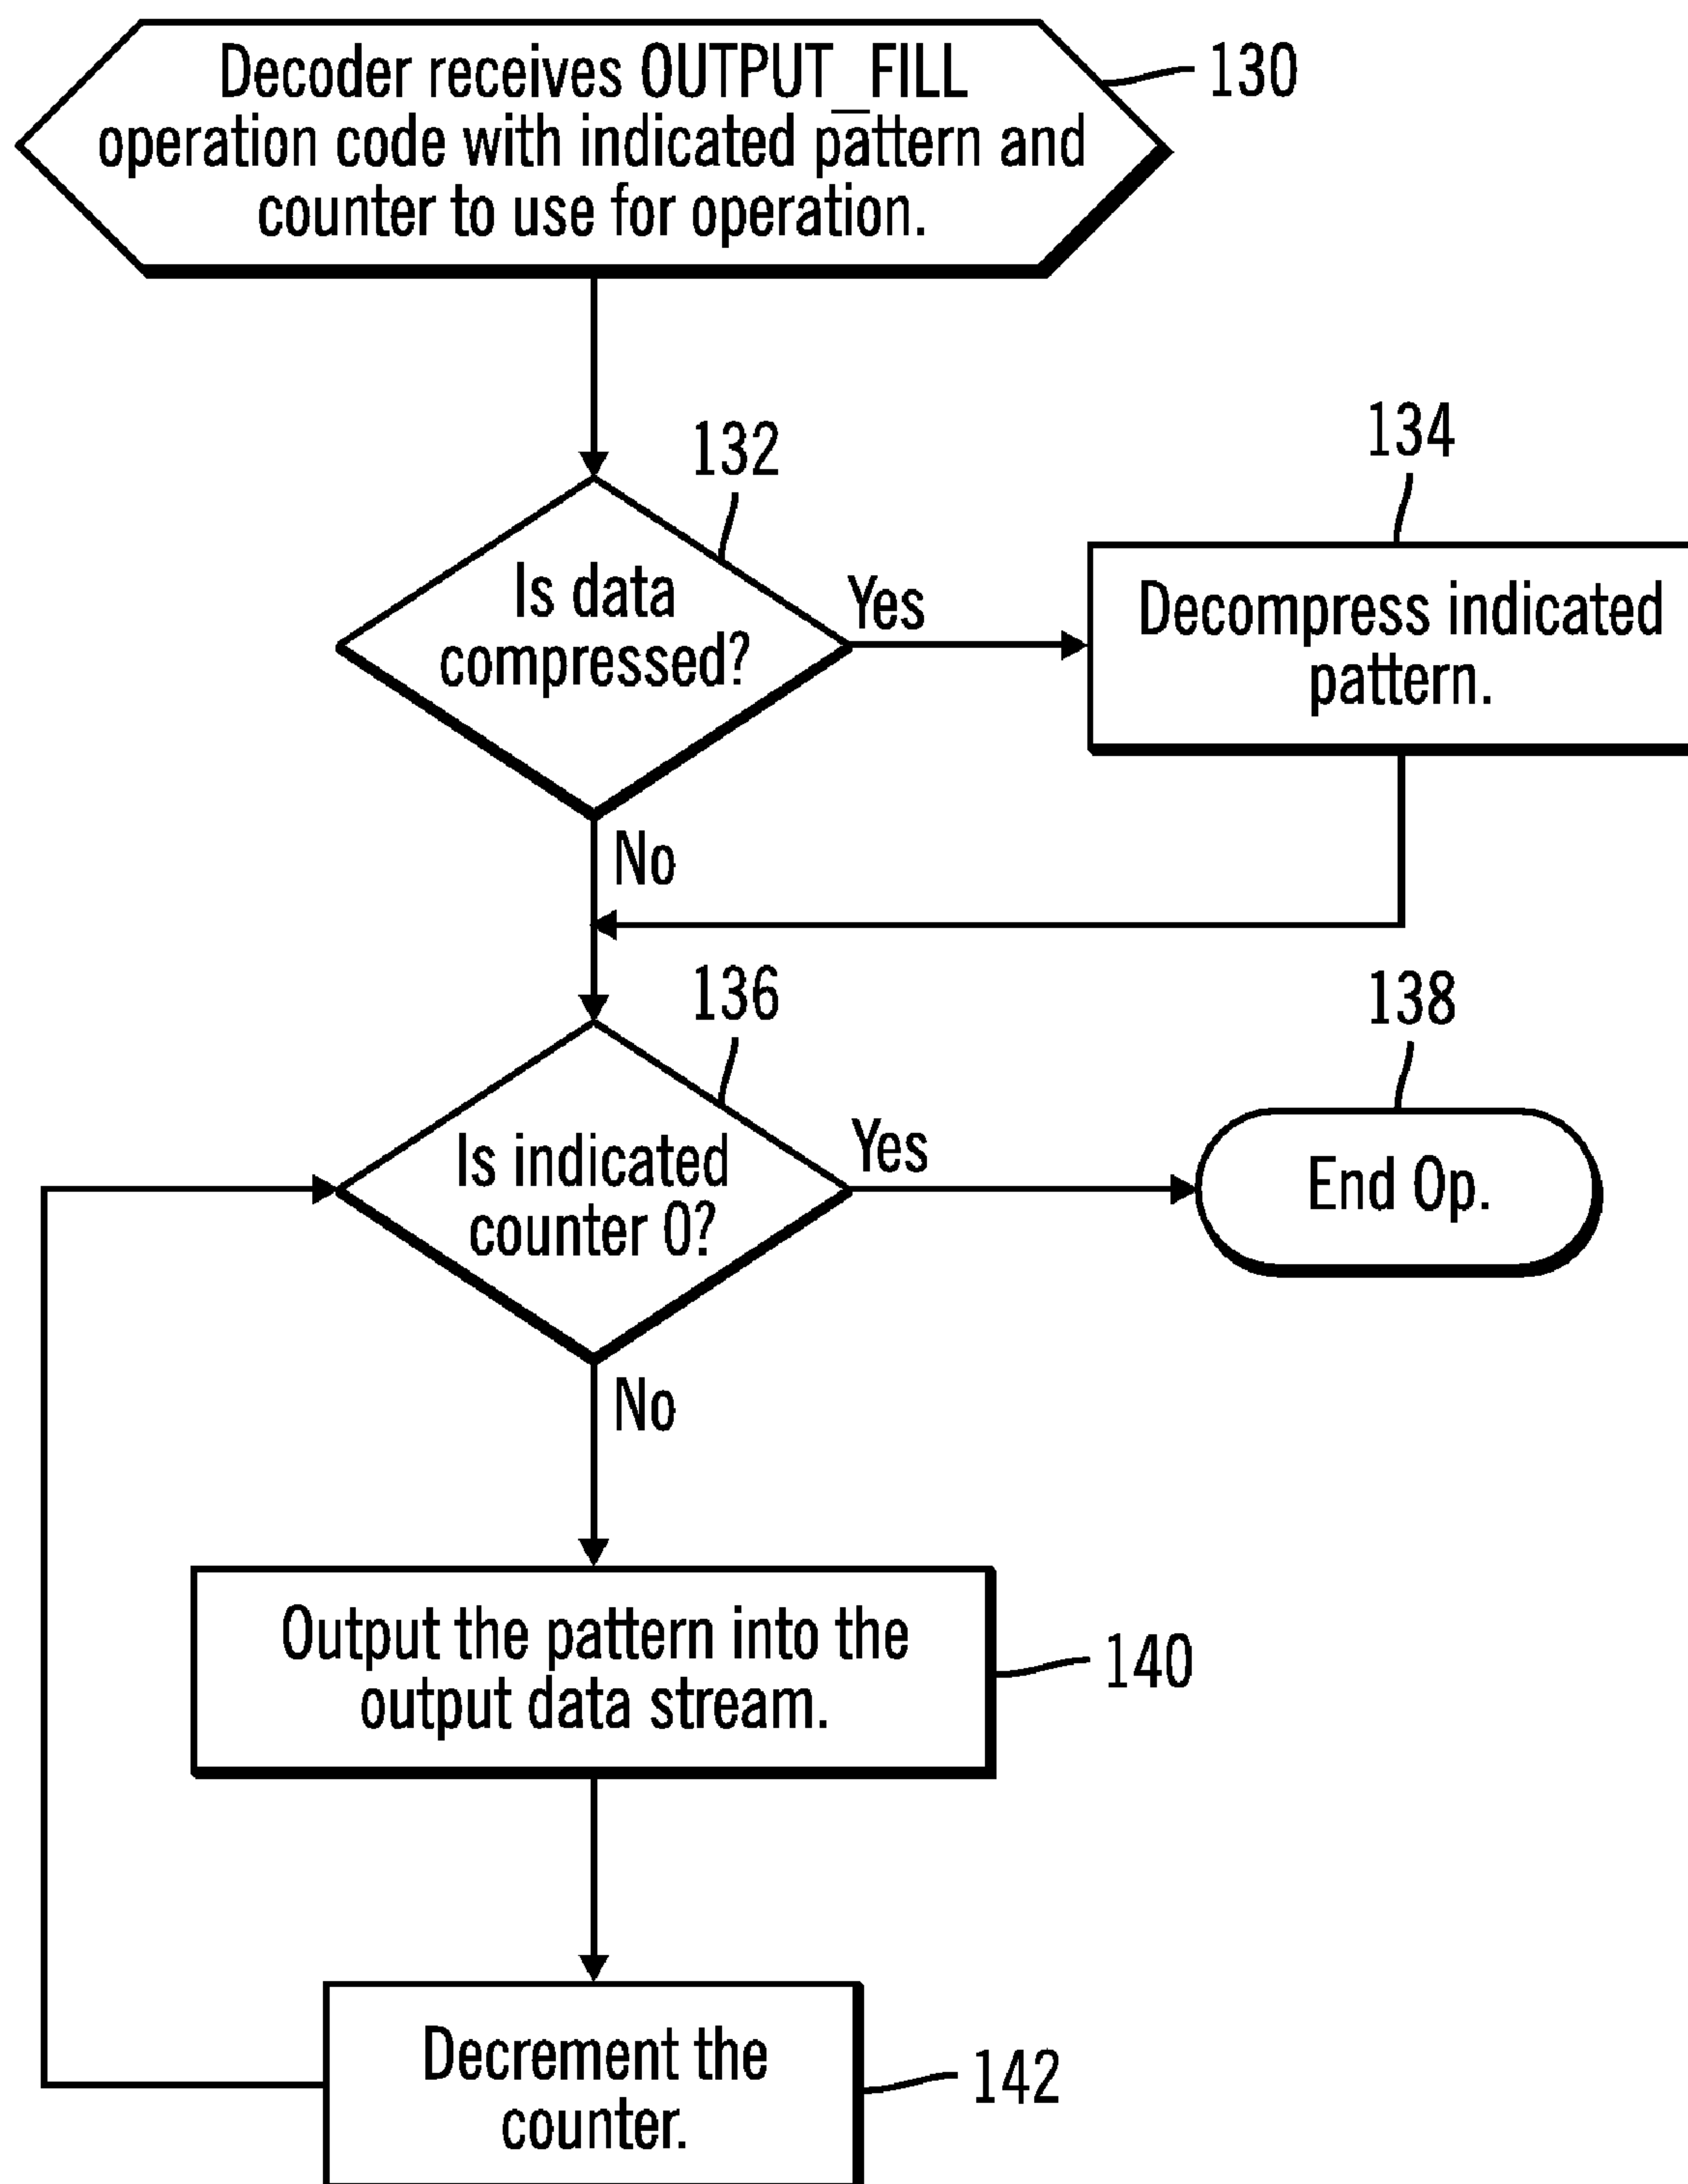 Decoder receives OUTPUT_FILL
operation code with indicated pattern and
counter to use for operation.
130
132
Is data
compressed?
Yes
134
Decompress indicated
pattern.
No
136
Is indicated
counter 0?
Yes
138
End Op.
No
Output the pattern into the
output data stream.
140
Decrement the
counter.
142